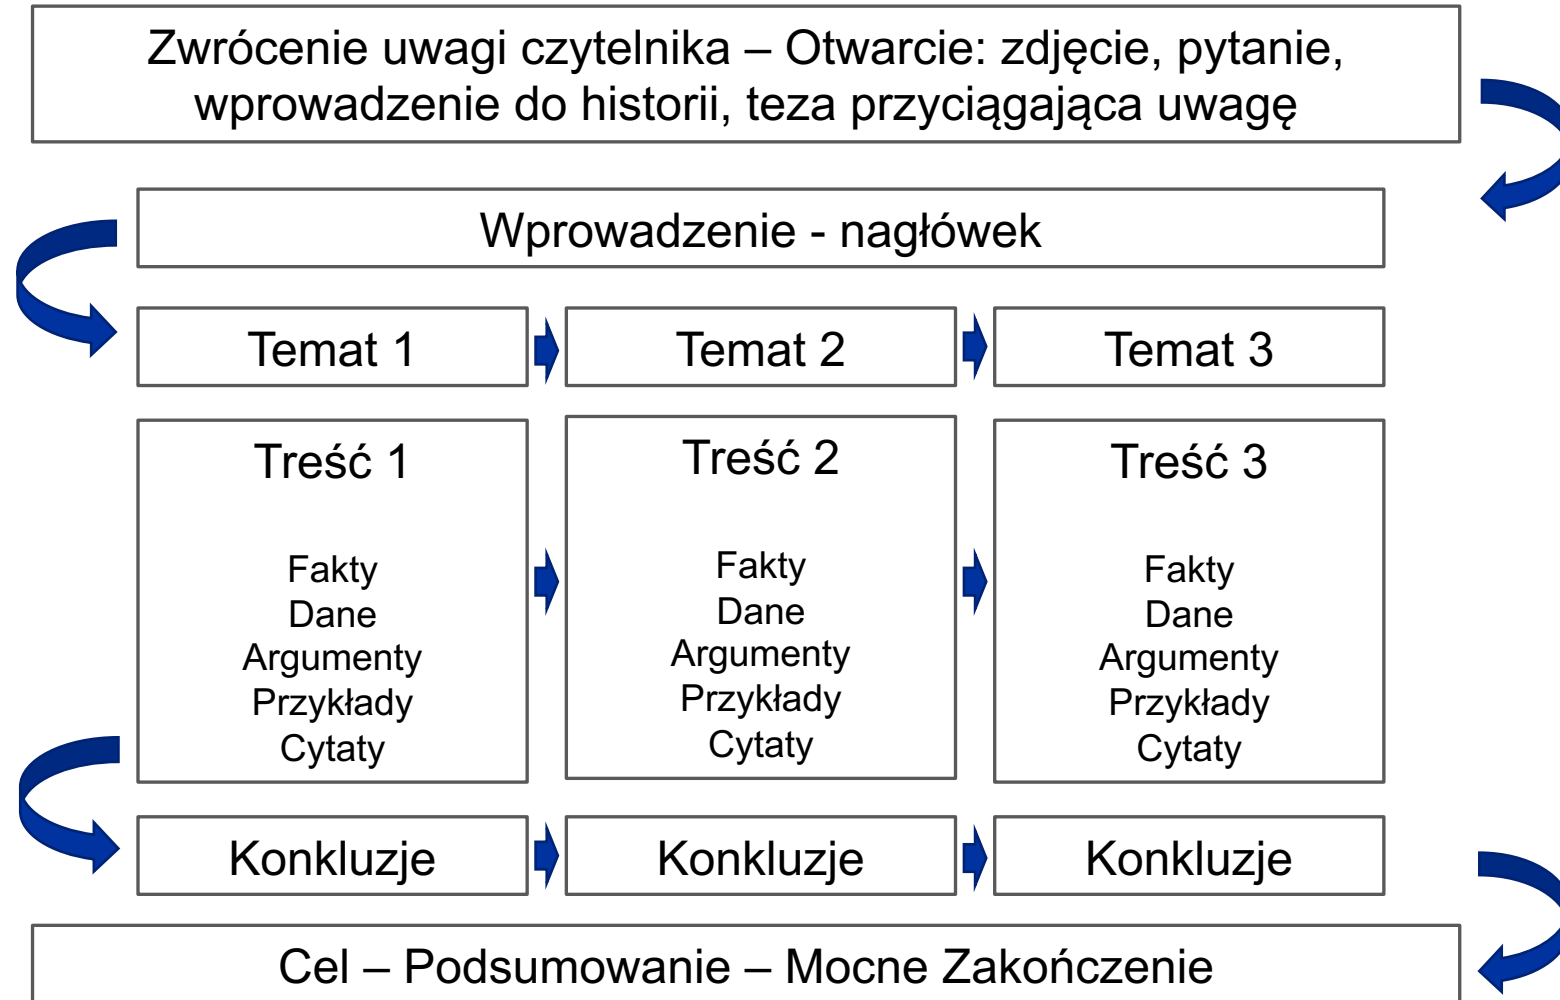 Zwrócenie uwagi czytelnika – Otwarcie: zdjęcie, pytanie,
wprowadzenie do historii, teza przyciągająca uwagę
Wprowadzenie - nagłówek
Temat 1
Temat 2
Temat 3
Treść 1
Fakty
Dane
Argumenty
Przykłady
Cytaty
Treść 2
Fakty
Dane
Argumenty
Przykłady
Cytaty
Treść 3
Fakty
Dane
Argumenty
Przykłady
Cytaty
Konkluzje
Konkluzje
Konkluzje
Cel – Podsumowanie – Mocne Zakończenie